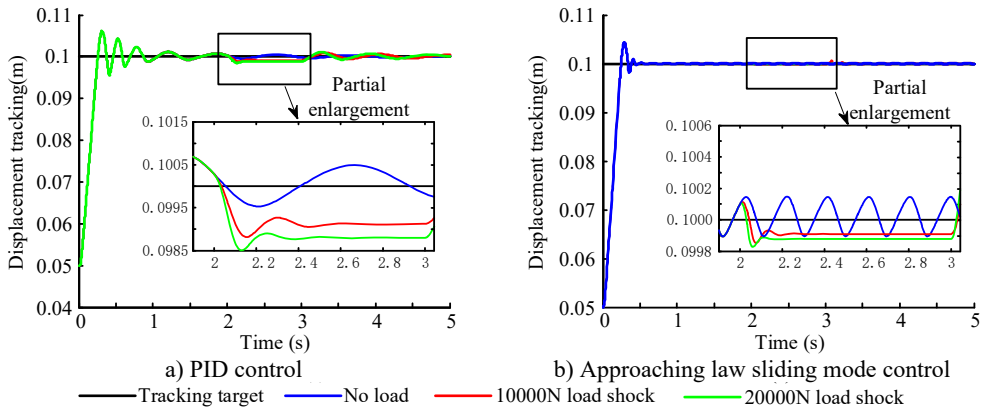 0.11
0.1
0.09
0.08
0.07
0.06
0.05
0.04
Displacement tracking(m)
Partial
enlargement
0. 1015
0. 1005
0. 0995
0. 0985
2 2. 2 2. 4 2. 6 2. 8 3
0 1 2 3 4 5
Time (s)
a) PID control
0.11
0.1
0.09
0.08
0.07
0.06
0.05
Displacement tracking(m)
Partial
enlargement
0. 1006
0. 1004
0. 1002
0. 1000
0. 0998
2 2.2 2.4 2.6 2.8 3
0 1 2 3 4 5
Time (s)
b) Approaching law sliding mode control
Tracking target No load 10000N load shock 20000N load shock